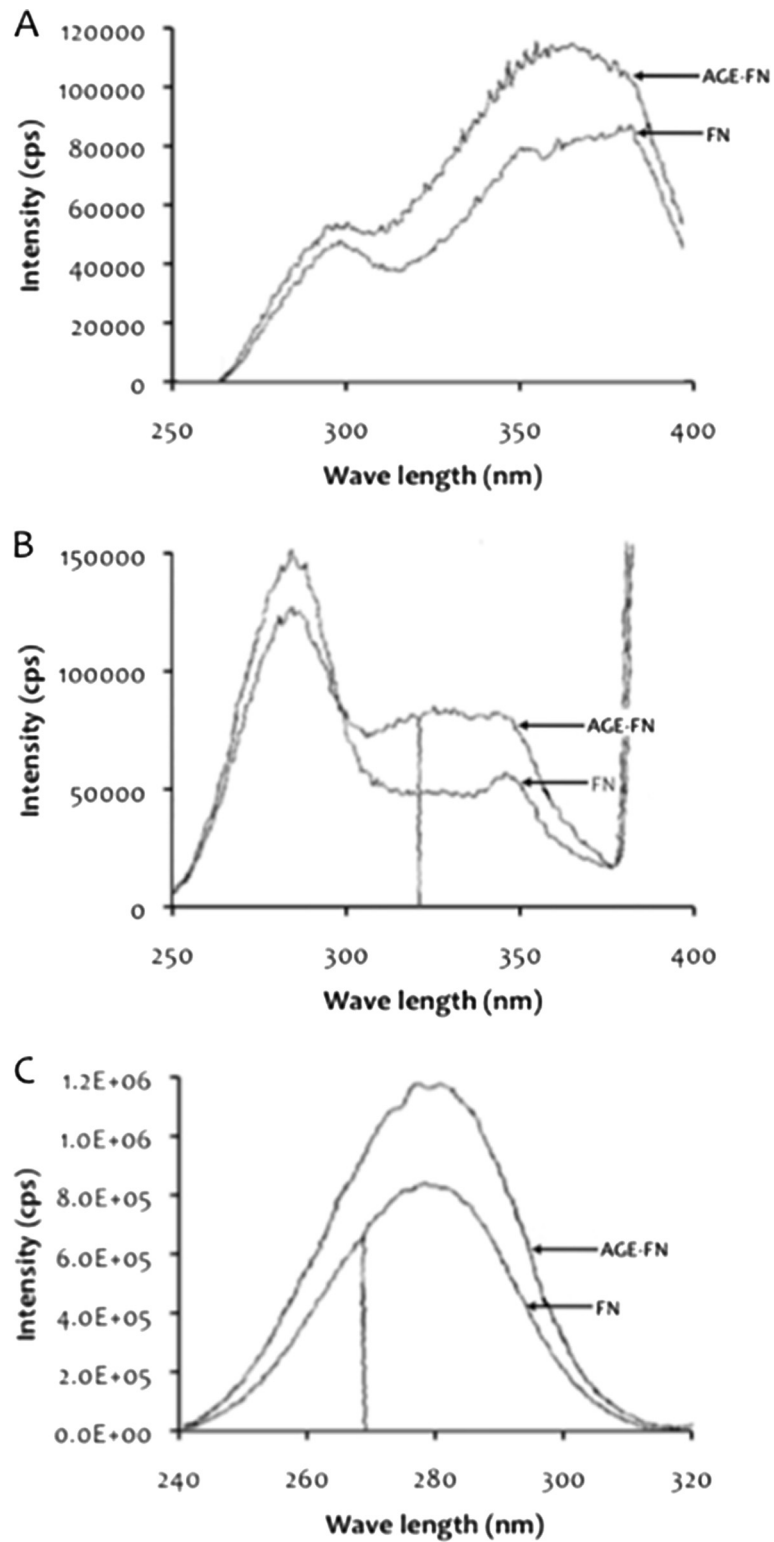 A
Intensity (cps)
120000
100000
80000
60000
40000
20000
0
AGE-FN
FN
250 300 350 400
Wave length (nm)
B
Intensity (cps)
150000
100000
50000
0
AGE-FN
FN
250 300 350 400
Wave length (nm)
C
Intensity (cps)
1.2E+06
1.0E+06
8.0E+05
6.0E+05
4.0E+05
2.0E+05
0.0E+00
AGE-FN
FN
240 260 280 300 320
Wave length (nm)